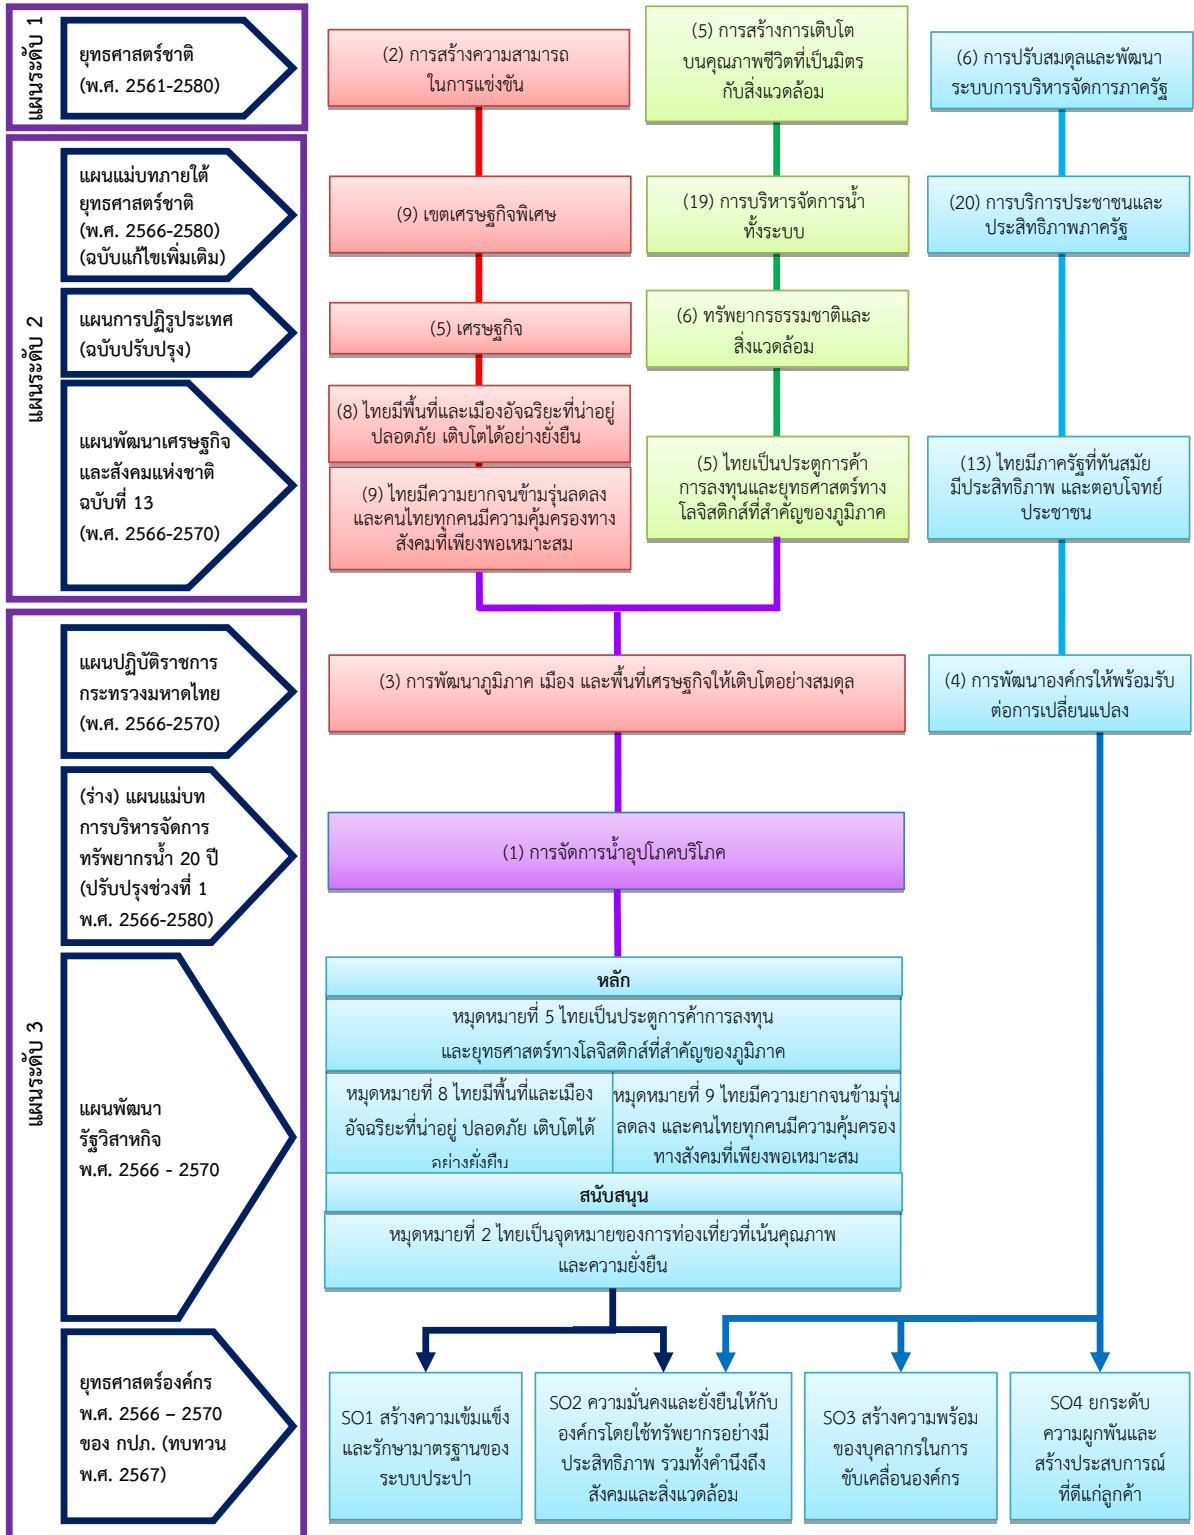 แผนระดับ 1
ยุทธศาสตร์ชาติ
(พ.ศ. 2561-2580)
(2) การสร้างความสามารถ
ในการแข่งขัน
(5) การสร้างการเติบโต
บนคุณภาพชีวิตที่เป็นมิตร
กับสิ่งแวดล้อม
(6) การปรับสมดุลและพัฒนา
ระบบการบริหารจัดการภาครัฐ
แผนระดับ 2
แผนแม่บทภายใต้
ยุทธศาสตร์ชาติ
(พ.ศ. 2566-2580)
(ฉบับแก้ไขเพิ่มเติม)
(9) เขตเศรษฐกิจพิเศษ
(19) การบริหารจัดการน้ำ
ทั้งระบบ
(20) การบริการประชาชนและ
ประสิทธิภาพภาครัฐ
แผนการปฏิรูประเทศ
(ฉบับปรับปรุง)
(5) เศรษฐกิจ
(6) ทรัพยากรธรรมชาติและ
สิ่งแวดล้อม
แผนพัฒนาเศรษฐกิจ
และสังคมแห่งชาติ
ฉบับที่ 13
(พ.ศ. 2566-2570)
(8) ไทยมีพื้นที่และเมืองอัจฉริยะที่น่าอยู่
ปลอดภัย เติบโตได้อย่างยั่งยืน
(9) ไทยมีความยากจนข้ามรุ่นลดลง
และคนไทยทุกคนมีความคุ้มครองทาง
สังคมที่เพียงพอเหมาะสม
(5) ไทยเป็นประตูการค้า
การลงทุนและยุทธศาสตร์ทาง
โลจิสติกส์ที่สำคัญของภูมิภาค
(13) ไทยมีภาครัฐที่ทันสมัย
มีประสิทธิภาพ และตอบโจทย์
ประชาชน
แผนระดับ 3
แผนปฏิบัติราชการ
กระทรวงมหาดไทย
(พ.ศ. 2566-2570)
(3) การพัฒนาภูมิภาค เมือง และพื้นที่เศรษฐกิจให้เติบโตอย่างสมดุล
(4) การพัฒนาองค์กรให้พร้อมรับ
ต่อการเปลี่ยนแปลง
(ร่าง) แผนแม่บท
การบริหารจัดการ
ทรัพยากรน้ำ 20 ปี
(ปรับปรุงช่วงที่ 1
พ.ศ. 2566-2580)
(1) การจัดการน้ำอุปโภคบริโภค
แผนพัฒนา
รัฐวิสาหกิจ
พ.ศ. 2566 - 2570
หลัก
หมุดหมายที่ 5 ไทยเป็นประตูการค้าการลงทุน
และยุทธศาสตร์ทางโลจิสติกส์ที่สำคัญของภูมิภาค
หมุดหมายที่ 8 ไทยมีพื้นที่และเมือง
อัจฉริยะที่น่าอยู่ ปลอดภัย เติบโตได้
อย่างยั่งยืน
หมุดหมายที่ 9 ไทยมีความยากจนข้ามรุ่น
ลดลง และคนไทยทุกคนมีความคุ้มครอง
ทางสังคมที่เพียงพอเหมาะสม
สนับสนุน
หมุดหมายที่ 2 ไทยเป็นจุดหมายของการท่องเที่ยวที่เน้นคุณภาพ
และความยั่งยืน
ยุทธศาสตร์องค์กร
พ.ศ. 2566 – 2570
ของ กปภ. (ทบทวน
พ.ศ. 2567)
SO1 สร้างความเข้มแข็ง
และรักษามาตรฐานของ
ระบบประปา
SO2 ความมั่นคงและยั่งยืนให้กับ
องค์กรโดยใช้ทรัพยากรอย่างมี
ประสิทธิภาพ รวมทั้งคำนึงถึง
สังคมและสิ่งแวดล้อม
SO3 สร้างความพร้อม
ของบุคลากรในการ
ขับเคลื่อนองค์กร
SO4 ยกระดับ
ความผูกพันและ
สร้างประสบการณ์
ที่ดีแก่ลูกค้า